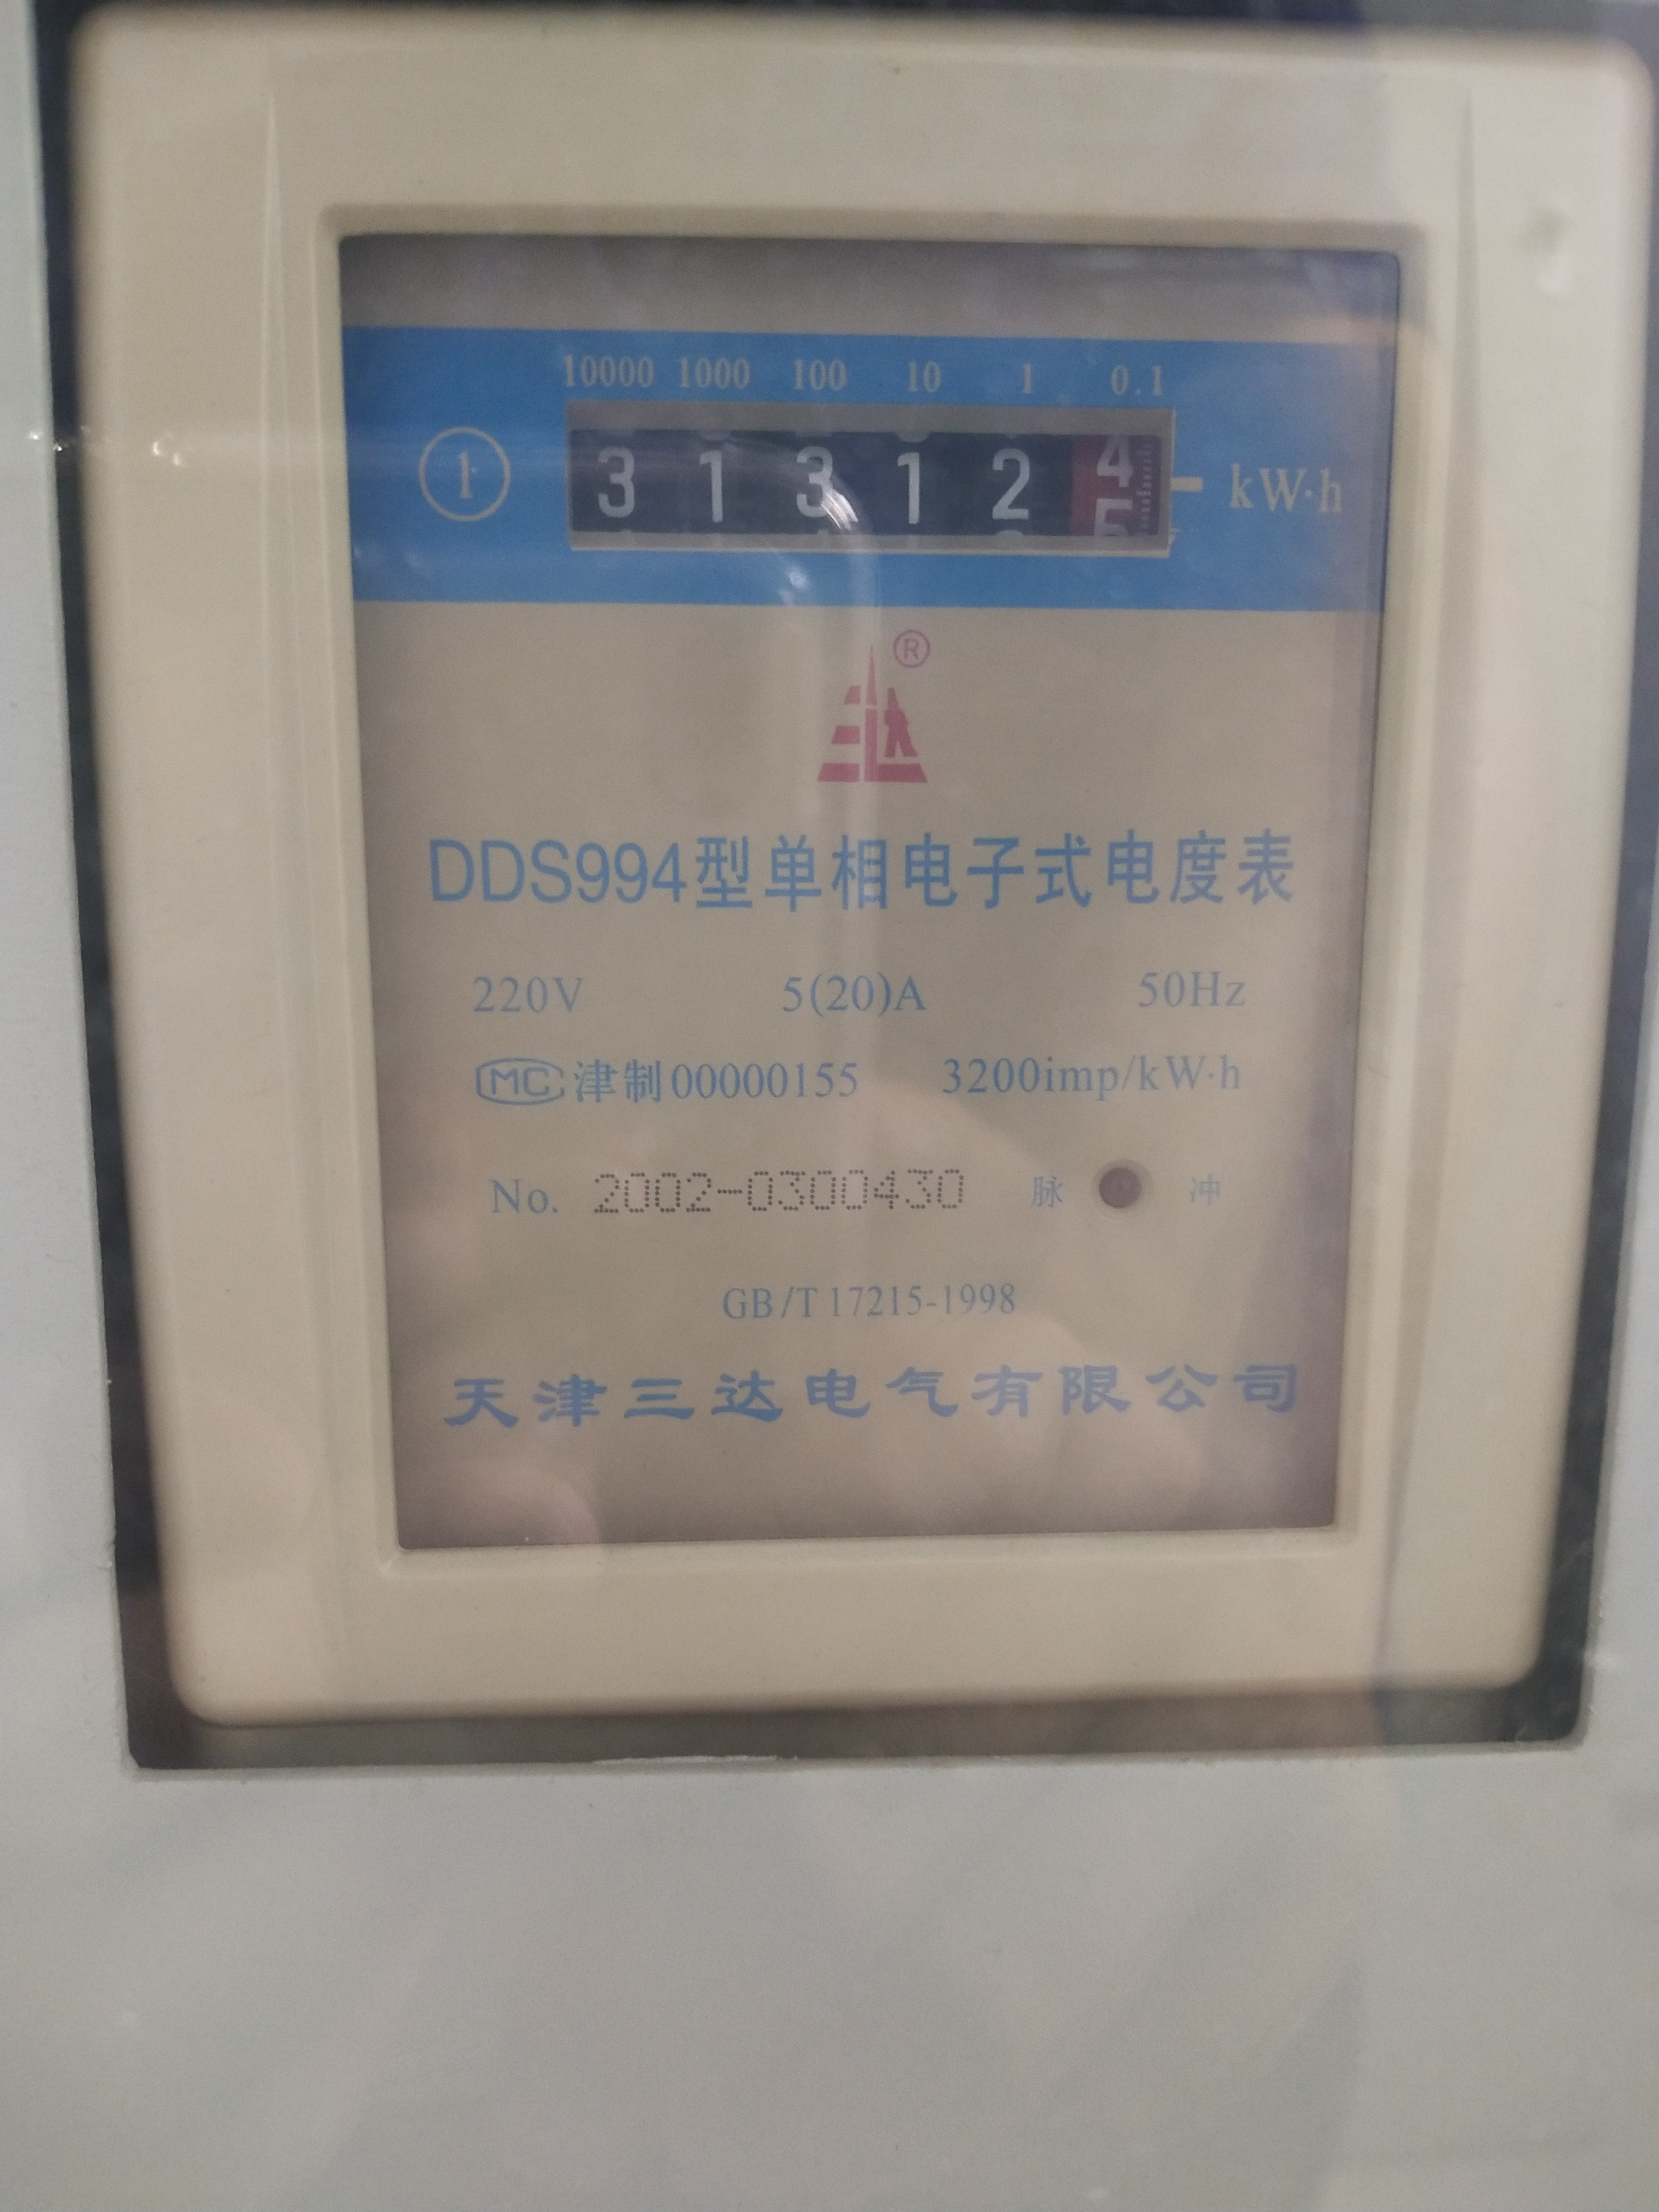 10000 1000 100 10 1 0.1
① 3 1 3 1 2 4 kW·h
5
®
DDS994型单相电子式电度表
220V 5(20)A 50Hz
MC 津制00000155 3200imp/kW·h
No. 2002-0300430 脉 冲
GB/T 17215-1998
天津三达电气有限公司